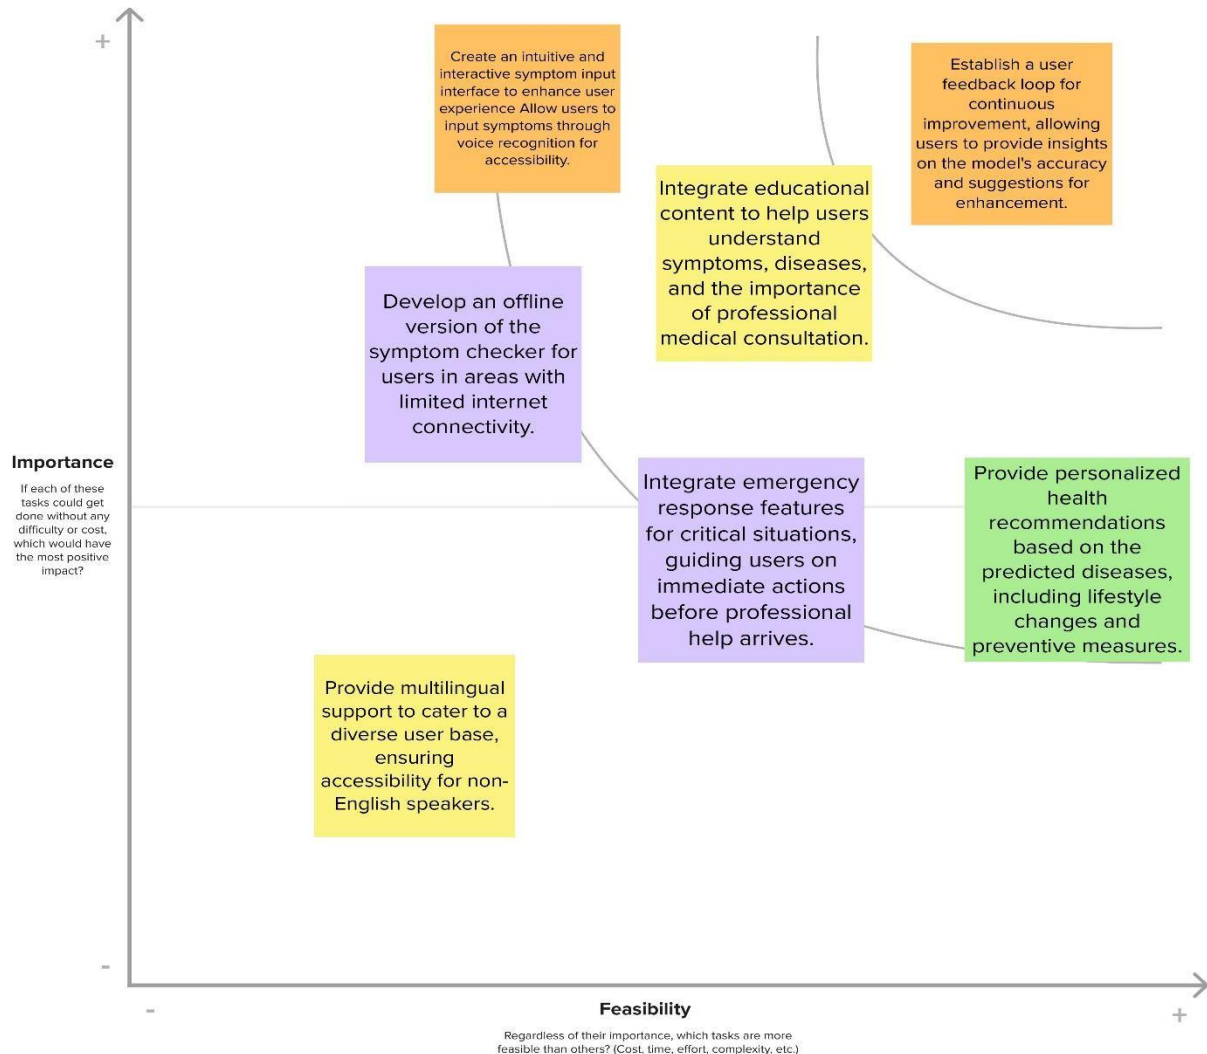 +
Create an intuitive and
interactive symptom input
interface to enhance user
experience Allow users to
input symptoms through
voice recognition for
accessibility.
Establish a user
feedback loop for
continuous
improvement, allowing
users to provide insights
on the model's accuracy
and suggestions for
enhancement.
Integrate educational
content to help users
understand
symptoms, diseases,
and the importance
of professional
medical consultation.
Develop an offline
version of the
symptom checker for
users in areas with
limited internet
connectivity.
Importance
If each of these
tasks could get
done without any
difficulty or cost,
which would have
the most positive
impact?
Integrate emergency
response features
for critical situations,
guiding users on
immediate actions
before professional
help arrives.
Provide personalized
health
recommendations
based on the
predicted diseases,
including lifestyle
changes and
preventive measures.
Provide multilingual
support to cater to a
diverse user base,
ensuring
accessibility for non-
English speakers.
-
-
Feasibility
+
Regardless of their importance, which tasks are more
feasible than others? (Cost, time, effort, complexity, etc.)